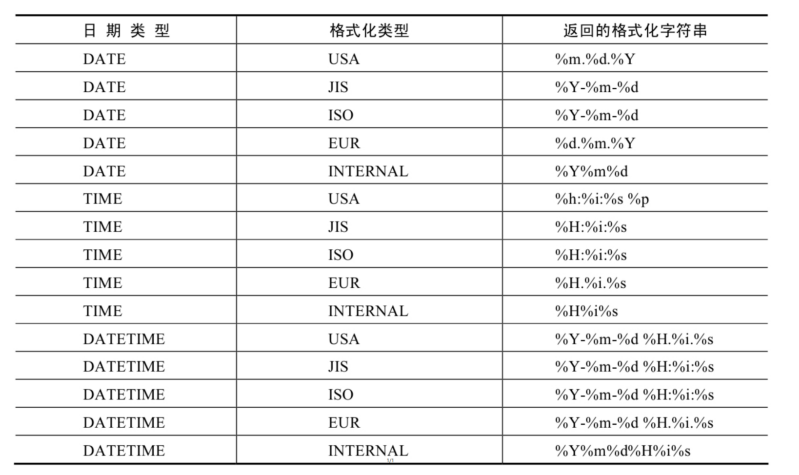 日 期 类 型 格式化类型 返回的格式化字符串
DATE USA %m.%d.%Y
DATE JIS %Y-%m-%d
DATE ISO %Y-%m-%d
DATE EUR %d.%m.%Y
DATE INTERNAL %Y%m%d
TIME USA %h:%i:%s %p
TIME JIS %H:%i:%s
TIME ISO %H:%i:%s
TIME EUR %H.%i.%s
TIME INTERNAL %H%i%s
DATETIME USA %Y-%m-%d %H.%i.%s
DATETIME JIS %Y-%m-%d %H:%i:%s
DATETIME ISO %Y-%m-%d %H:%i:%s
DATETIME EUR %Y-%m-%d %H.%i.%s
DATETIME INTERNAL %Y%m%d%H%i%s